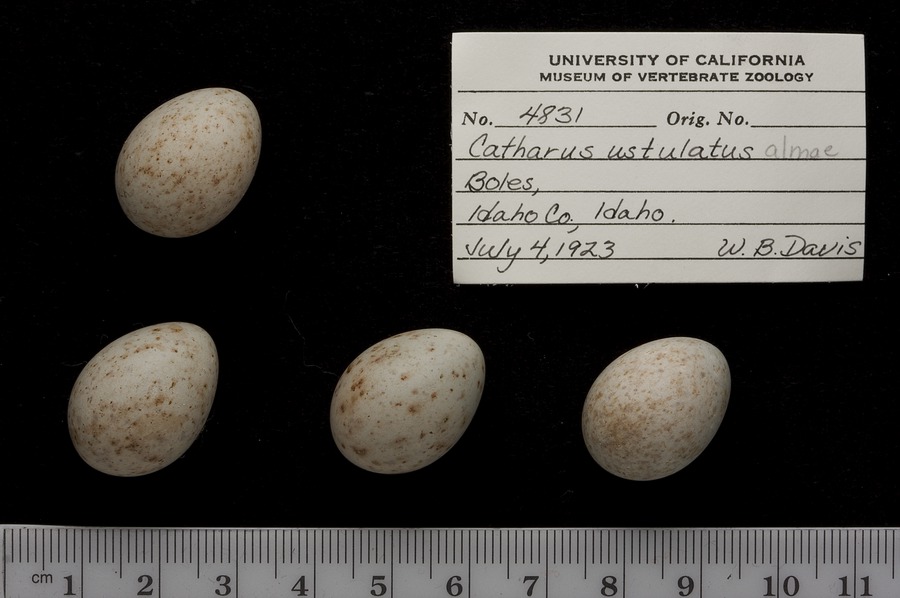 UNIVERSITY OF CALIFORNIA
MUSEUM OF VERTEBRATE ZOOLOGY
No. 4831 Orig. No.
Catharus ustulatus almae
Boles,
Idaho Co., Idaho.
July 4, 1923 W. B. Davis
cm 1 2 3 4 5 6 7 8 9 10 11